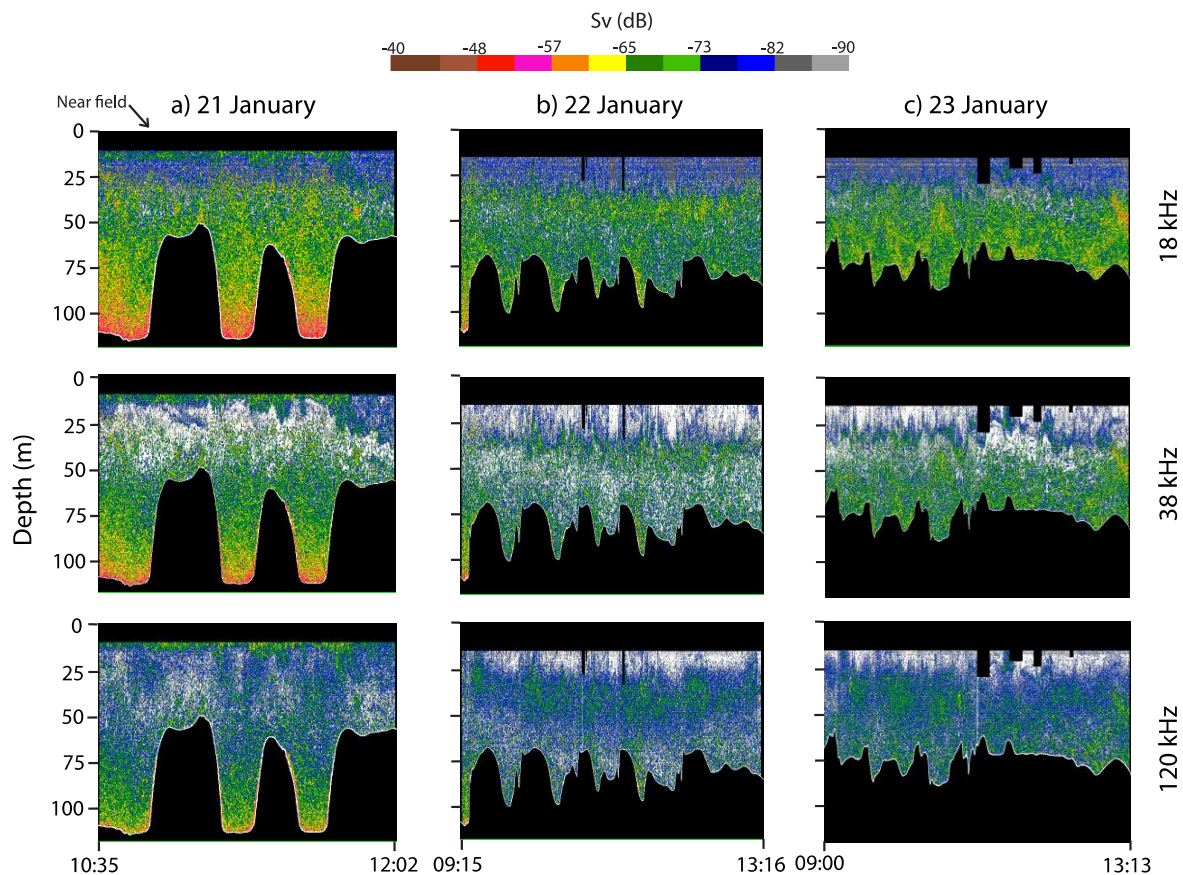 Sv (dB)
-40 -48 -57 -65 -73 -82 -90
Near field
a) 21 January
b) 22 January
c) 23 January
0
25
50
75
100
18 kHz
0
25
50
75
100
Depth (m)
38 kHz
0
25
50
75
100
120 kHz
10:35 12:02 09:15 13:16 09:00 13:13